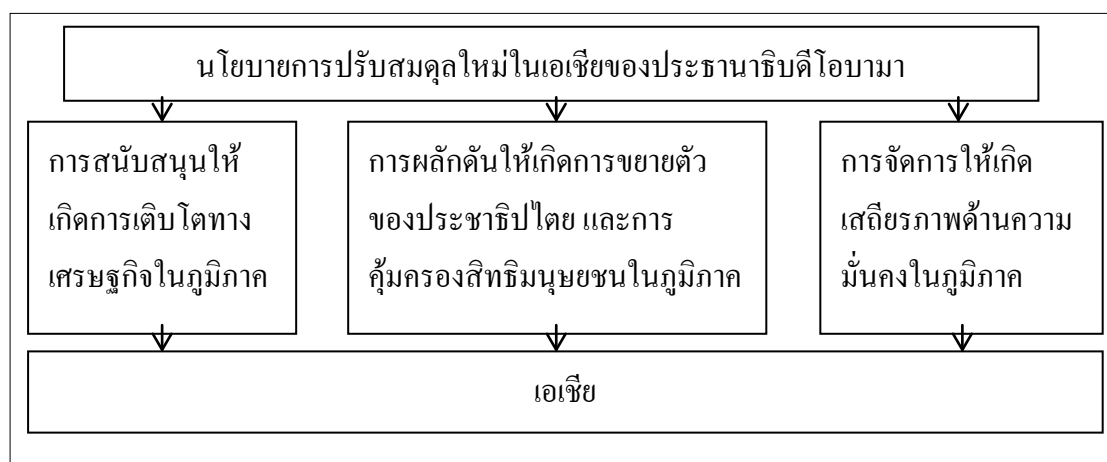 นโยบายการปรับสมดุลใหม่ในเอเชียของประธานาธิบดีโอบามา
การสนับสนุนให้
เกิดการเติบโตทาง
เศรษฐกิจในภูมิภาค
การผลักดันให้เกิดการขยายตัว
ของประชาธิปไตย และการ
คุ้มครองสิทธิมนุษยชนในภูมิภาค
การจัดการให้เกิด
เสถียรภาพด้านความ
มั่นคงในภูมิภาค
เอเชีย